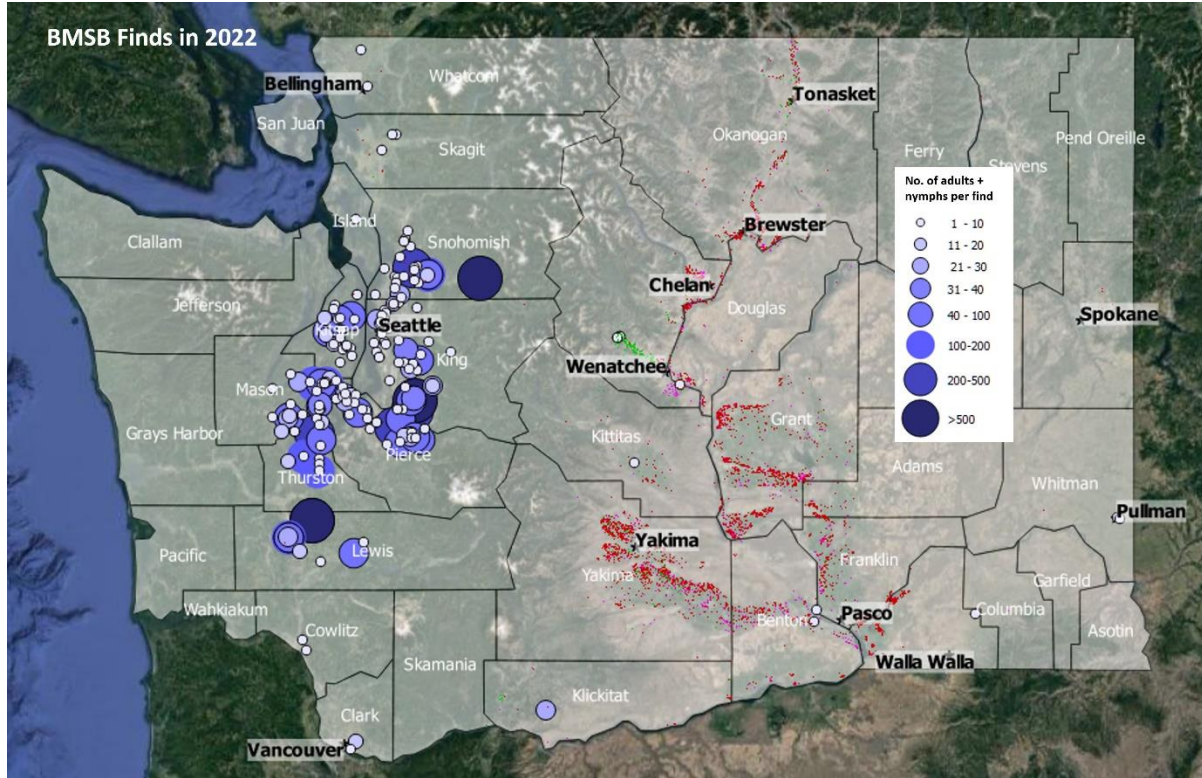 BMSB Finds in 2022
Bellingham
Whatcom
San Juan
Tonasket
Okanogan
Ferry
Stevens
Pend Oreille
Skagit
No. of adults +
nymphs per find
1 - 10
11 - 20
21 - 30
31 - 40
40 - 100
100-200
200-500
>500
Island
Clallam
Snohomish
Brewster
Chelan
Douglas
Jefferson
Kitsap
Seattle
Spokane
King
Wenatchee
Mason
Grays Harbor
Kittitas
Grant
Pierce
Adams
Thurston
Whitman
Pullman
Pacific
Lewis
Yakima
Yakima
Franklin
Garfield
Wahkiakum
Cowlitz
Benton
Pasco
Columbia
Asotin
Skamania
Walla Walla
Klickitat
Clark
Vancouver